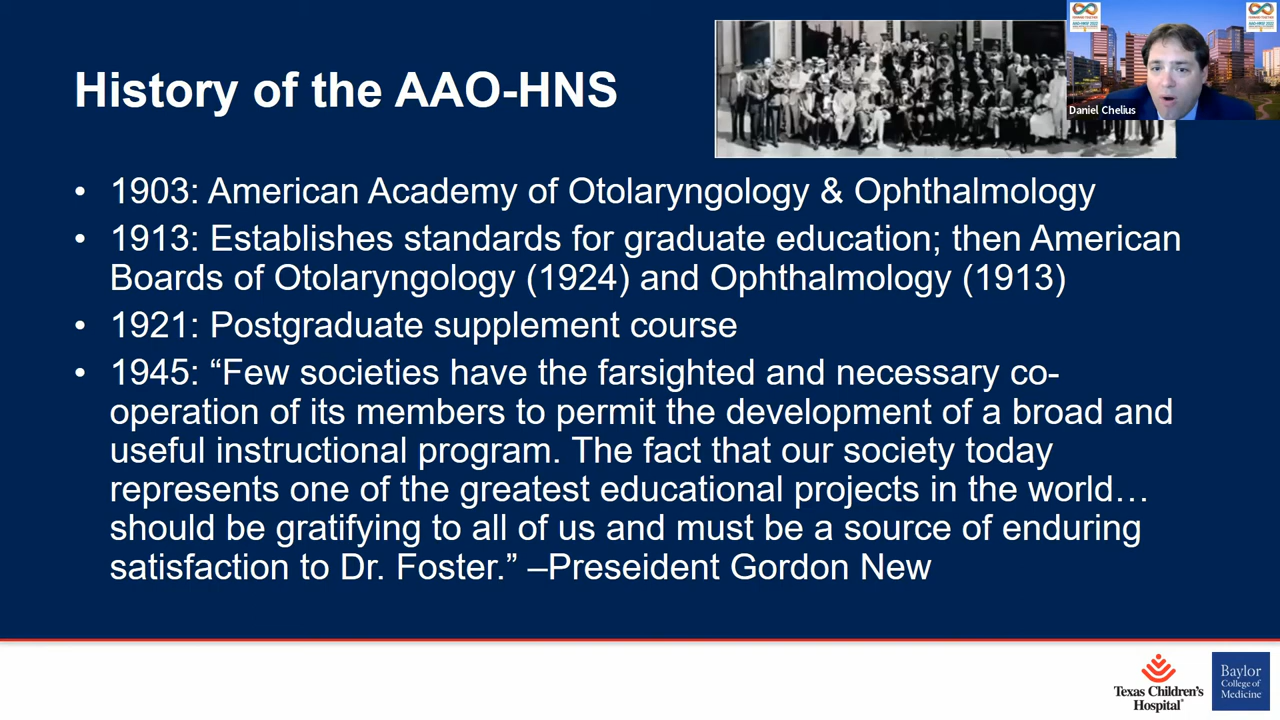 History of the AAO-HNS
Daniel Chelius
• 1903: American Academy of Otolaryngology & Ophthalmology
• 1913: Establishes standards for graduate education; then American
Boards of Otolaryngology (1924) and Ophthalmology (1913)
• 1921: Postgraduate supplement course
• 1945: “Few societies have the farsighted and necessary co-
operation of its members to permit the development of a broad and
useful instructional program. The fact that our society today
represents one of the greatest educational projects in the world…
should be gratifying to all of us and must be a source of enduring
satisfaction to Dr. Foster.” –Preseident Gordon New
Texas Children's
Hospital
Baylor
College of
Medicine